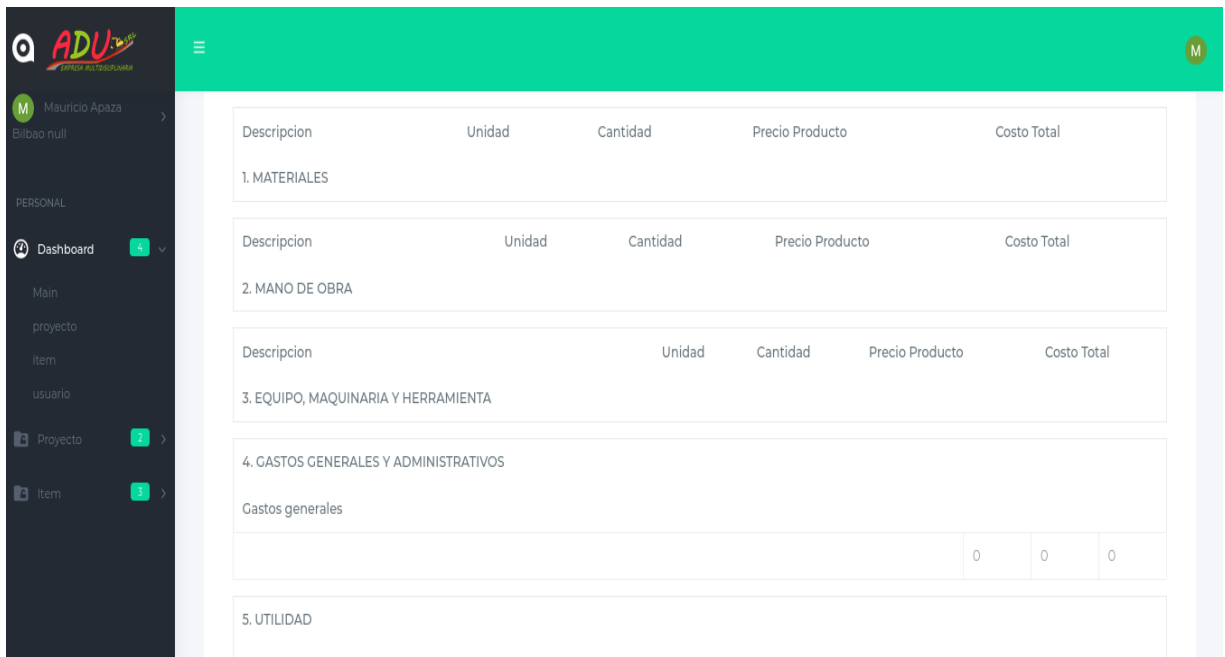 ADU SRL
EMPRESA MULTIDISCIPLINARIA
M
M Mauricio Apaza
Bilbao null
PERSONAL
Dashboard 4
Main
proyecto
item
usuario
Proyecto 2
Item 3
Descripcion Unidad Cantidad Precio Producto Costo Total
1. MATERIALES
Descripcion Unidad Cantidad Precio Producto Costo Total
2. MANO DE OBRA
Descripcion Unidad Cantidad Precio Producto Costo Total
3. EQUIPO, MAQUINARIA Y HERRAMIENTA
4. GASTOS GENERALES Y ADMINISTRATIVOS
Gastos generales
0 0 0
5. UTILIDAD